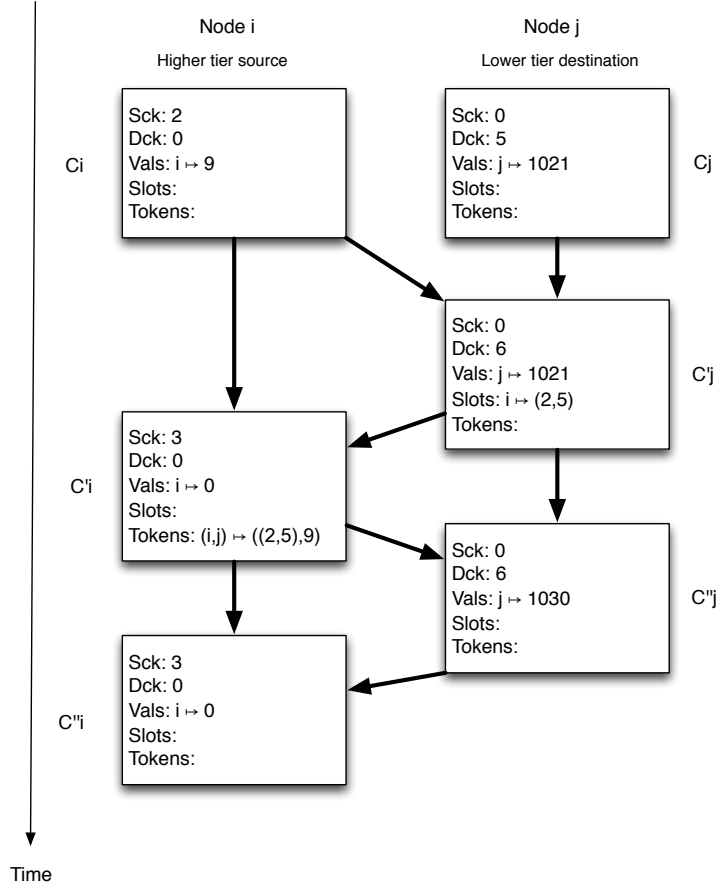 Node i
Node j
Higher tier source
Lower tier destination
Ci
Sck: 2
Dck: 0
Vals: i ↦ 9
Slots:
Tokens:
Sck: 0
Dck: 5
Vals: j ↦ 1021
Slots:
Tokens:
Cj
Sck: 0
Dck: 6
Vals: j ↦ 1021
Slots: i ↦ (2,5)
Tokens:
C'j
C'i
Sck: 3
Dck: 0
Vals: i ↦ 0
Slots:
Tokens: (i,j) ↦ ((2,5),9)
Sck: 0
Dck: 6
Vals: j ↦ 1030
Slots:
Tokens:
C"j
C"i
Sck: 3
Dck: 0
Vals: i ↦ 0
Slots:
Tokens:
Time